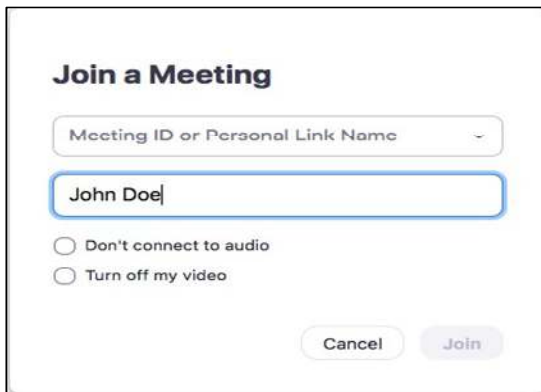 Join a Meeting
Meeting ID or Personal Link Name
John Doe
Don't connect to audio
Turn off my video
Cancel Join